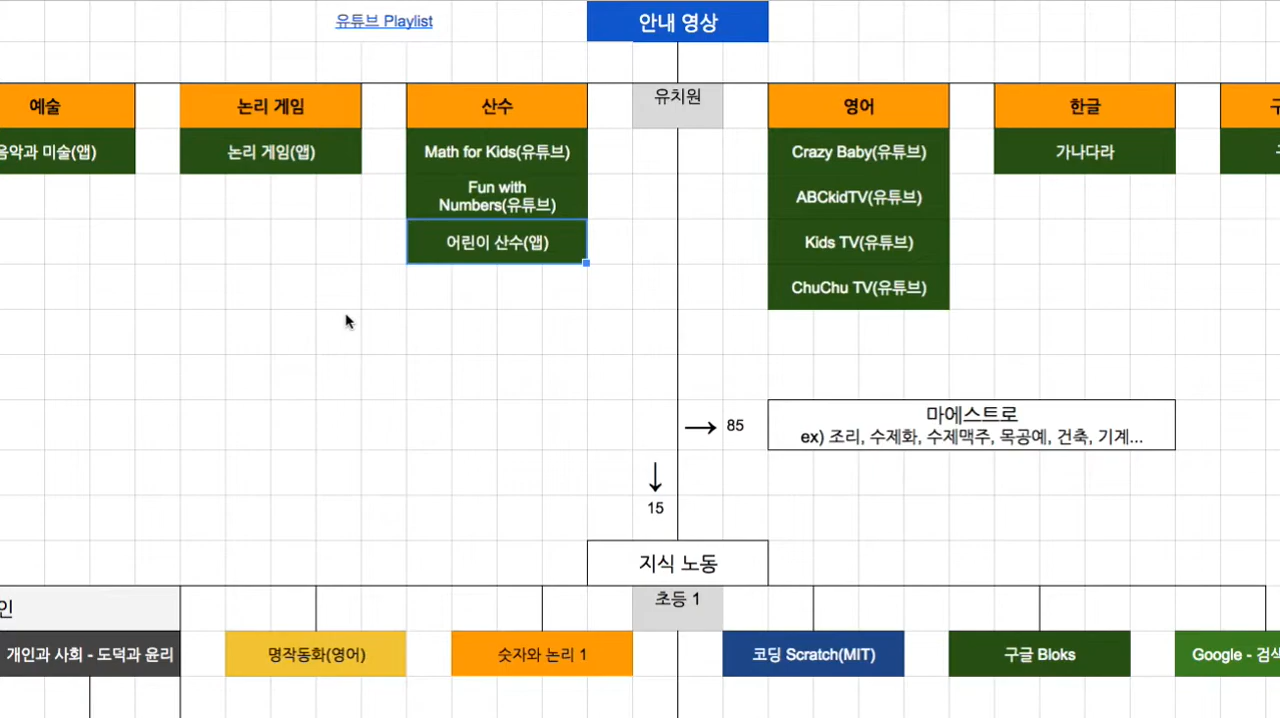 유튜브 Playlist
안내 영상
예술
논리 게임
산수
유치원
영어
한글
음악과 미술(앱)
논리 게임(앱)
Math for Kids(유튜브)
Fun with
Numbers(유튜브)
어린이 산수(앱)
Crazy Baby(유튜브)
ABCkidTV(유튜브)
Kids TV(유튜브)
ChuChu TV(유튜브)
가나다라
→ 85
마에스트로
ex) 조리, 수제화, 수제맥주, 목공예, 건축, 기계...
↓
15
지식 노동
초등 1
인
개인과 사회 - 도덕과 윤리
명작동화(영어)
숫자와 논리 1
코딩 Scratch(MIT)
구글 Bloks
Google - 검색